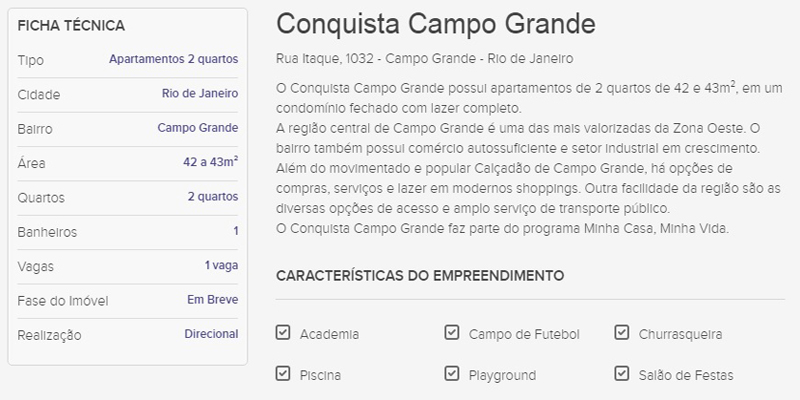 FICHA TÉCNICA
Tipo Apartamentos 2 quartos
Cidade Rio de Janeiro
Bairro Campo Grande
Área 42 a 43m²
Quartos 2 quartos
Banheiros 1
Vagas 1 vaga
Fase do Imóvel Em Breve
Realização Direcional
Conquista Campo Grande
Rua Itaque, 1032 - Campo Grande - Rio de Janeiro
O Conquista Campo Grande possui apartamentos de 2 quartos de 42 e 43m², em um
condomínio fechado com lazer completo.
A região central de Campo Grande é uma das mais valorizadas da Zona Oeste. O
bairro também possui comércio autossuficiente e setor industrial em crescimento.
Além do movimentado e popular Calçadão de Campo Grande, há opções de
compras, serviços e lazer em modernos shoppings. Outra facilidade da região são as
diversas opções de acesso e amplo serviço de transporte público.
O Conquista Campo Grande faz parte do programa Minha Casa, Minha Vida.
CARACTERÍSTICAS DO EMPREENDIMENTO
Academia Campo de Futebol Churrasqueira
Piscina Playground Salão de Festas